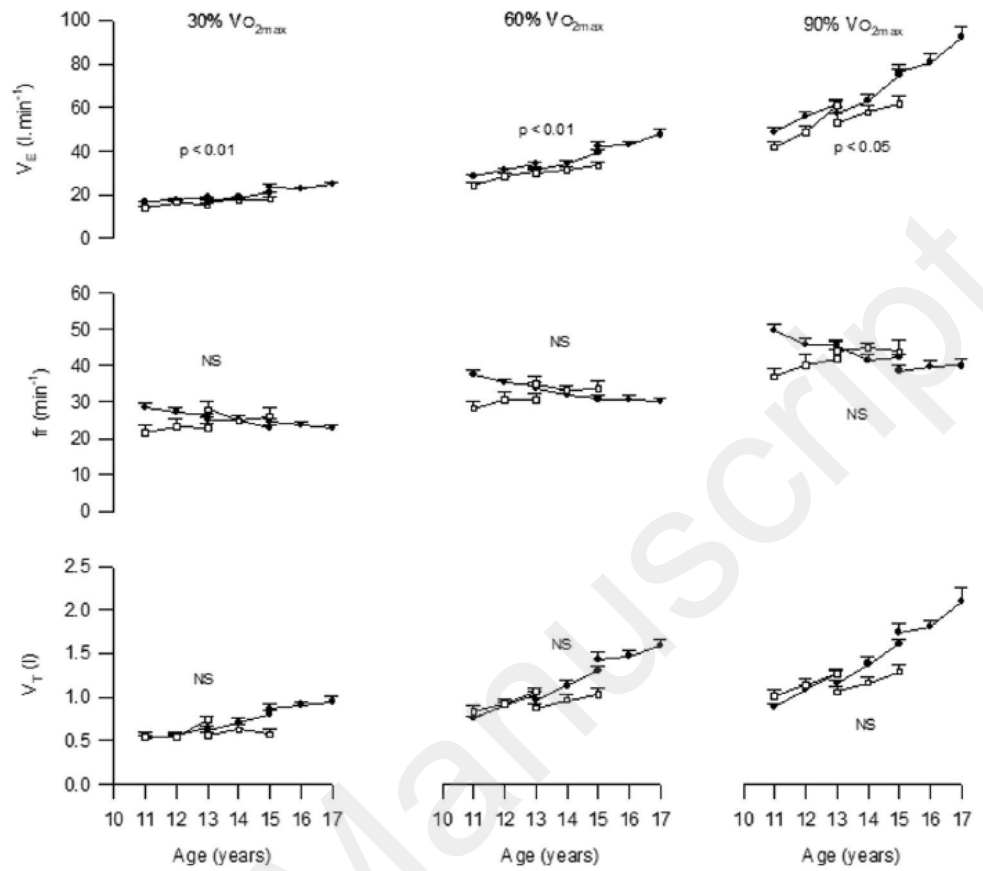 30% VO2max 60% VO2max 90% VO2max
100
80
60
40
20
0
VE (l.min-1)
p < 0.01 p < 0.01 p < 0.05
60
50
40
30
20
10
0
fr (min-1)
NS NS NS
2.5
2.0
1.5
1.0
0.5
0.0
VT (l)
NS NS NS
10 11 12 13 14 15 16 17 10 11 12 13 14 15 16 17 10 11 12 13 14 15 16 17
Age (years) Age (years) Age (years)
Manuscript